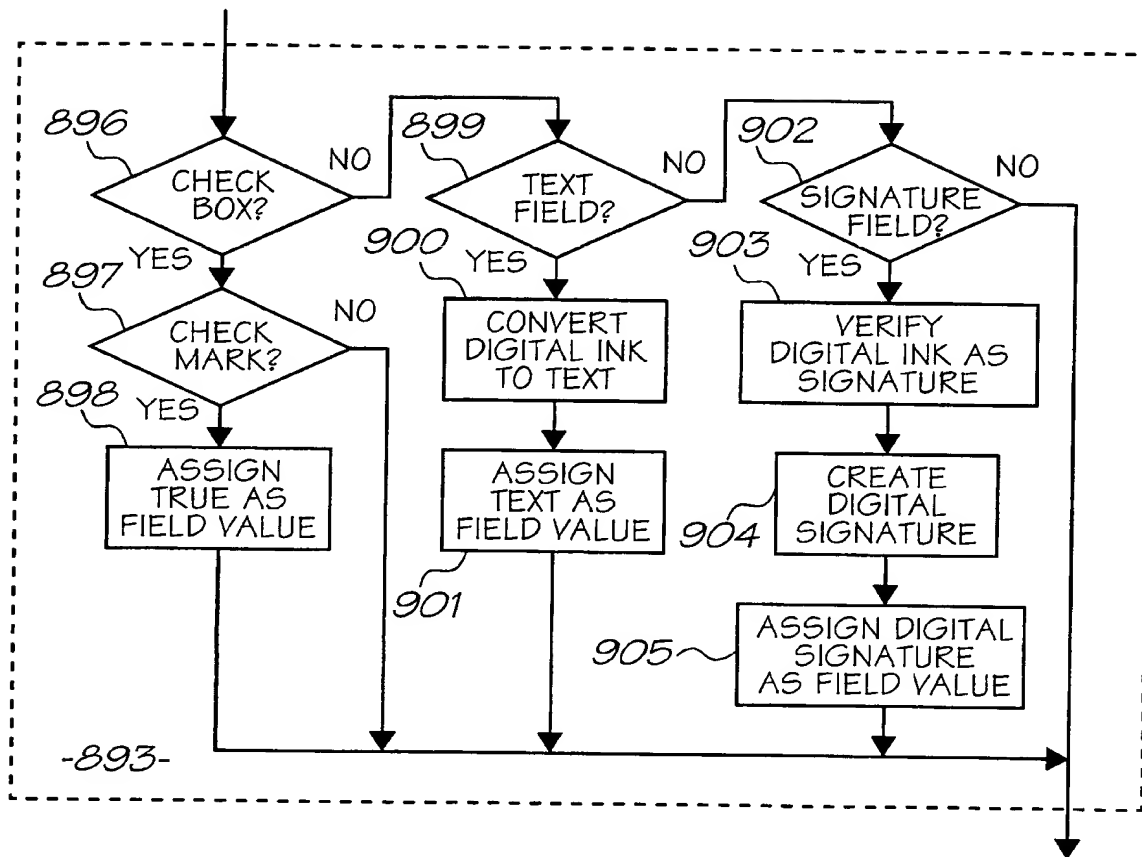 896
CHECK
BOX?
NO
YES
897
CHECK
MARK?
NO
YES
898
ASSIGN
TRUE AS
FIELD VALUE
899
TEXT
FIELD?
NO
YES
900
CONVERT
DIGITAL INK
TO TEXT
ASSIGN
TEXT AS
FIELD VALUE
901
902
SIGNATURE
FIELD?
NO
YES
903
VERIFY
DIGITAL INK AS
SIGNATURE
CREATE
DIGITAL
SIGNATURE
904
ASSIGN DIGITAL
SIGNATURE
AS FIELD VALUE
905
-893-